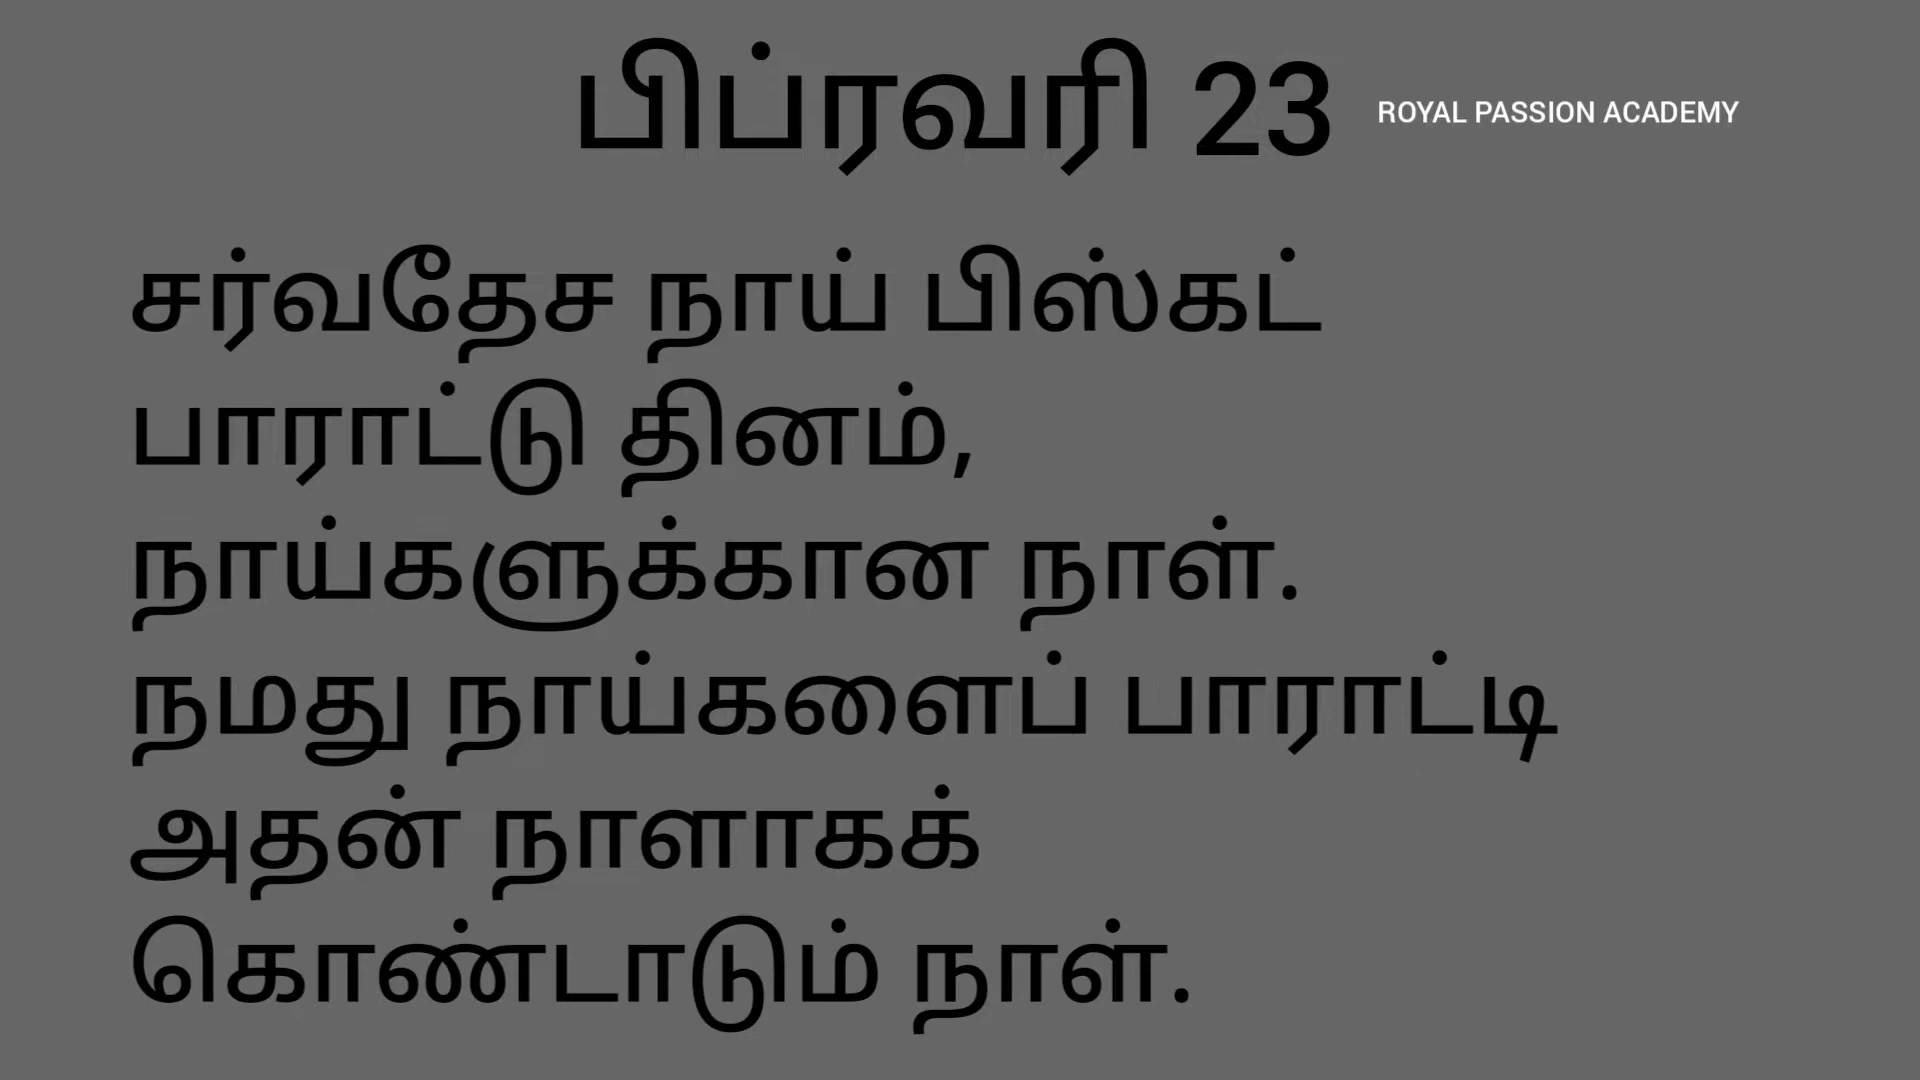 பிப்ரவரி 23 ROYAL PASSION ACADEMY
சர்வதேச நாய் பிஸ்கட்
பாராட்டு தினம்,
நாய்களுக்கான நாள்.
நமது நாய்களைப் பாராட்டி
அதன் நாளாகக்
கொண்டாடும் நாள்.